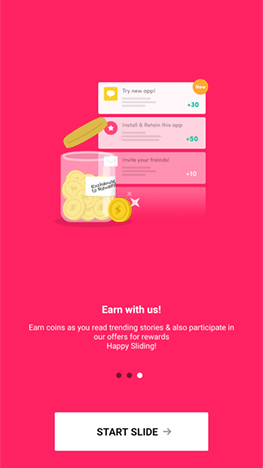 New
Try new app!
+30
Install & Retain this app
+50
Invite your friends!
+10
Exchange
to Reward
Earn with us!
Earn coins as you read trending stories & also participate in
our offers for rewards
Happy Sliding!
START SLIDE →